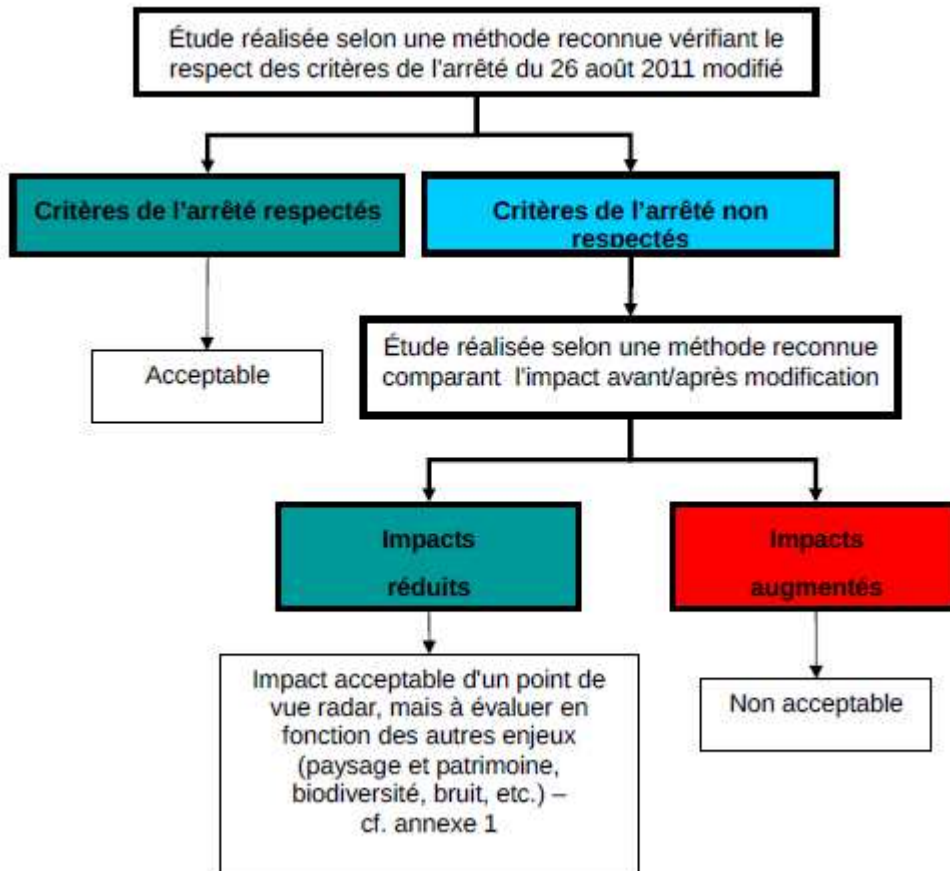 Étude réalisée selon une méthode reconnue vérifiant le
respect des critères de l'arrêté du 26 août 2011 modifié
Critères de l'arrêté respectés
Critères de l'arrêté non
respectés
Acceptable
Étude réalisée selon une méthode reconnue
comparant l'impact avant/après modification
Impacts
réduits
Impacts
augmentés
Impact acceptable d'un point de
vue radar, mais à évaluer en
fonction des autres enjeux
(paysage et patrimoine,
biodiversité, bruit, etc.) –
cf. annexe 1
Non acceptable